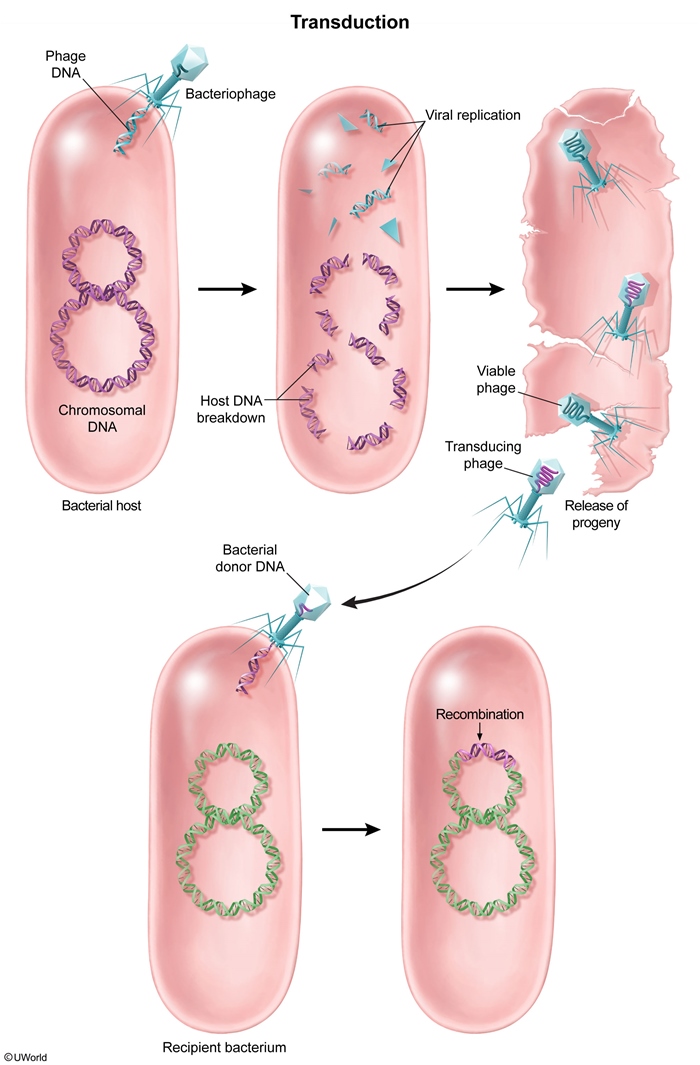 Transduction
Phage
DNA
Bacteriophage
Viral replication
Chromosomal
DNA
Host DNA
breakdown
Viable
phage
Transducing
phage
Bacterial host
Release of
progeny
Bacterial
donor DNA
Recombination
Recipient bacterium
©UWorld